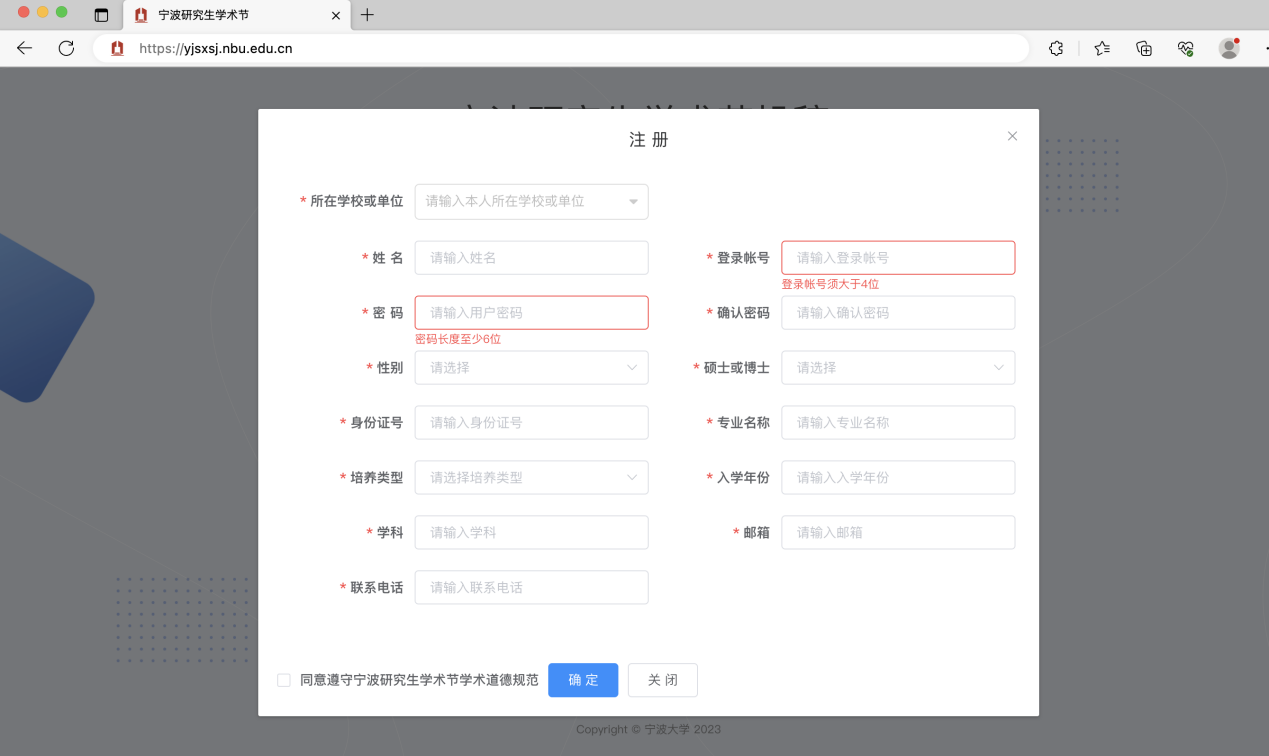 宁波研究生学术节
https://yjsxsj.nbu.edu.cn
注 册
* 所在学校或单位 请输入本人所在学校或单位
* 姓 名 请输入姓名 * 登录帐号 请输入登录帐号
登录帐号须大于4位
* 密 码 请输入用户密码 * 确认密码 请输入确认密码
密码长度至少6位
* 性别 请选择 * 硕士或博士 请选择
* 身份证号 请输入身份证号 * 专业名称 请输入专业名称
* 培养类型 请选择培养类型 * 入学年份 请输入入学年份
* 学科 请输入学科 * 邮箱 请输入邮箱
* 联系电话 请输入联系电话
同意遵守宁波研究生学术节学术道德规范 确 定 关 闭
Copyright © 宁波大学 2023